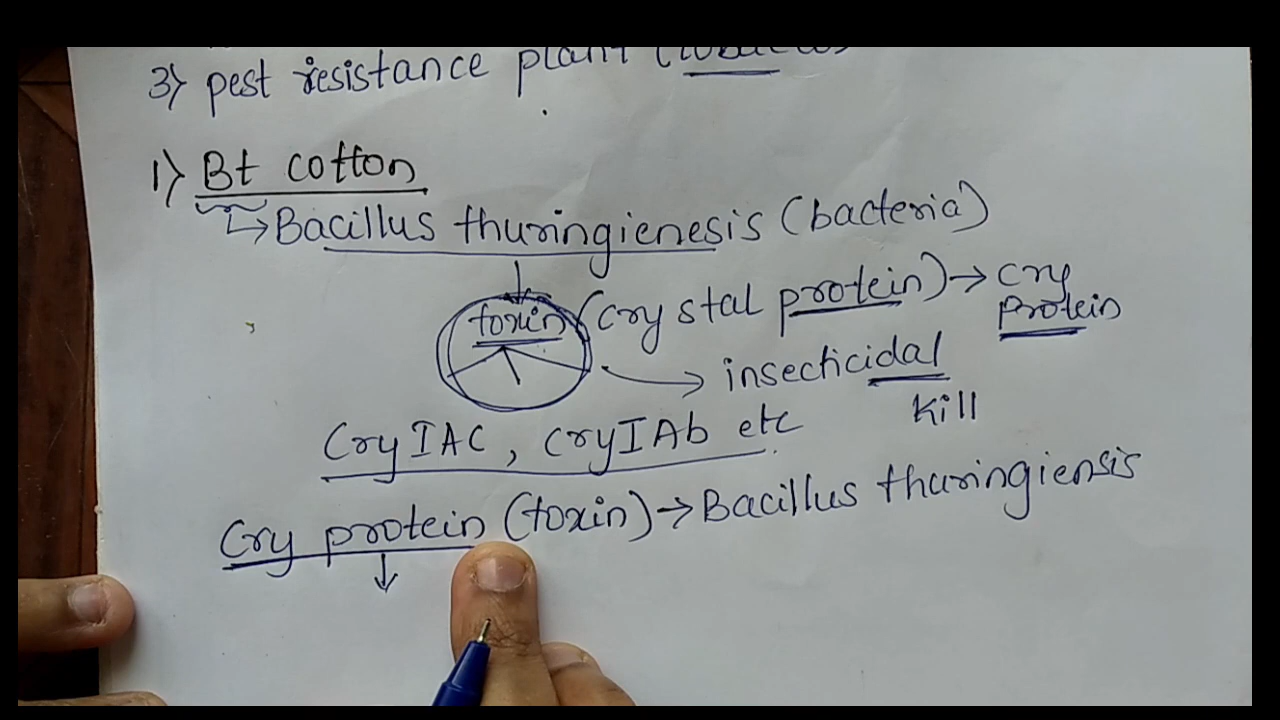 3) pest resistance plant
1) Bt cotton
Bacillus thuringienesis (bacteria)
toxin (crystal protein) → cry
protein
insecticidal
kill
CryIAC, cryIAb etc
Cry protein (toxin) → Bacillus thuringiensis